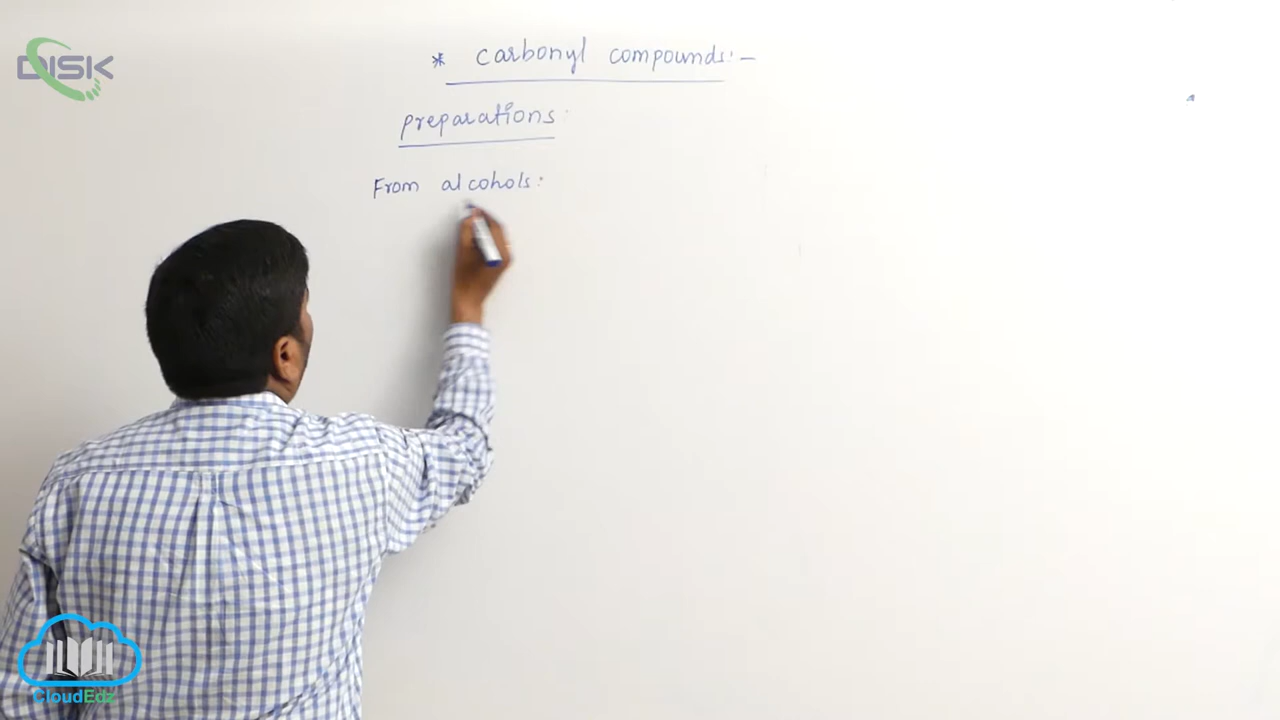 DISK
* carbonyl compounds:-
preparations:
From alcohols:
CloudEdz